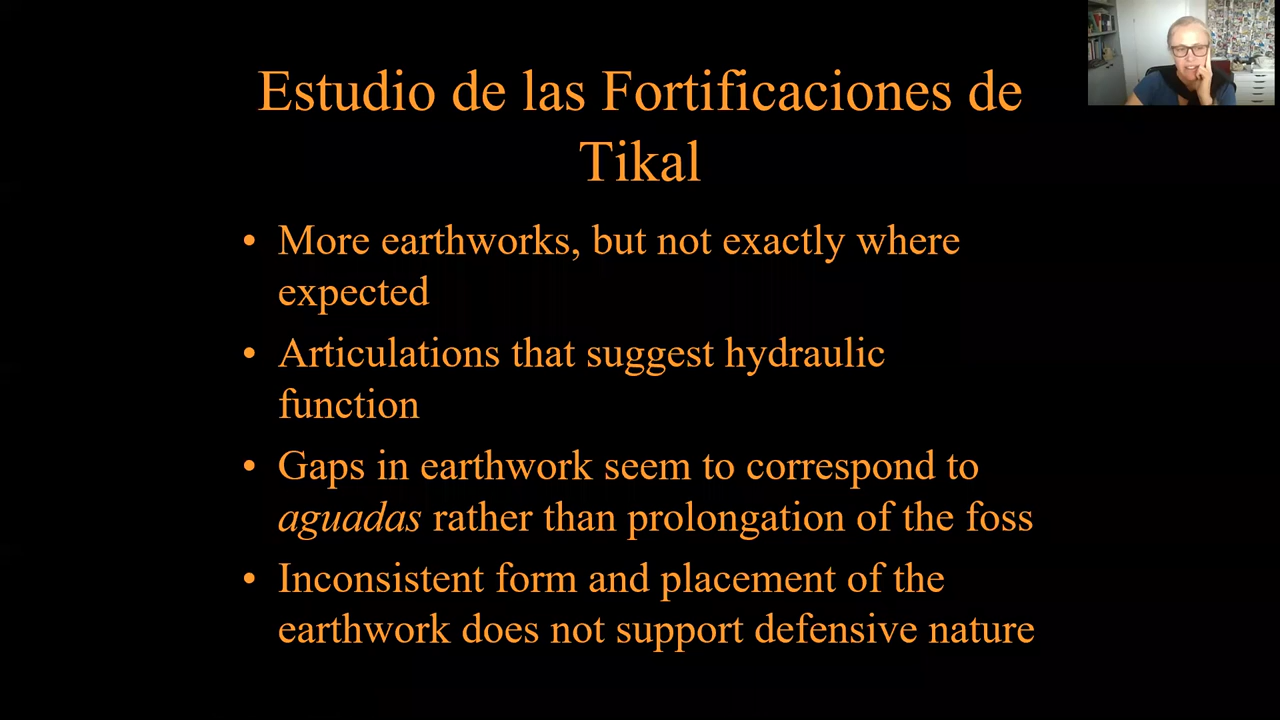 Estudio de las Fortificaciones de
Tikal
• More earthworks, but not exactly where
expected
• Articulations that suggest hydraulic
function
• Gaps in earthwork seem to correspond to
aguadas rather than prolongation of the foss
• Inconsistent form and placement of the
earthwork does not support defensive nature